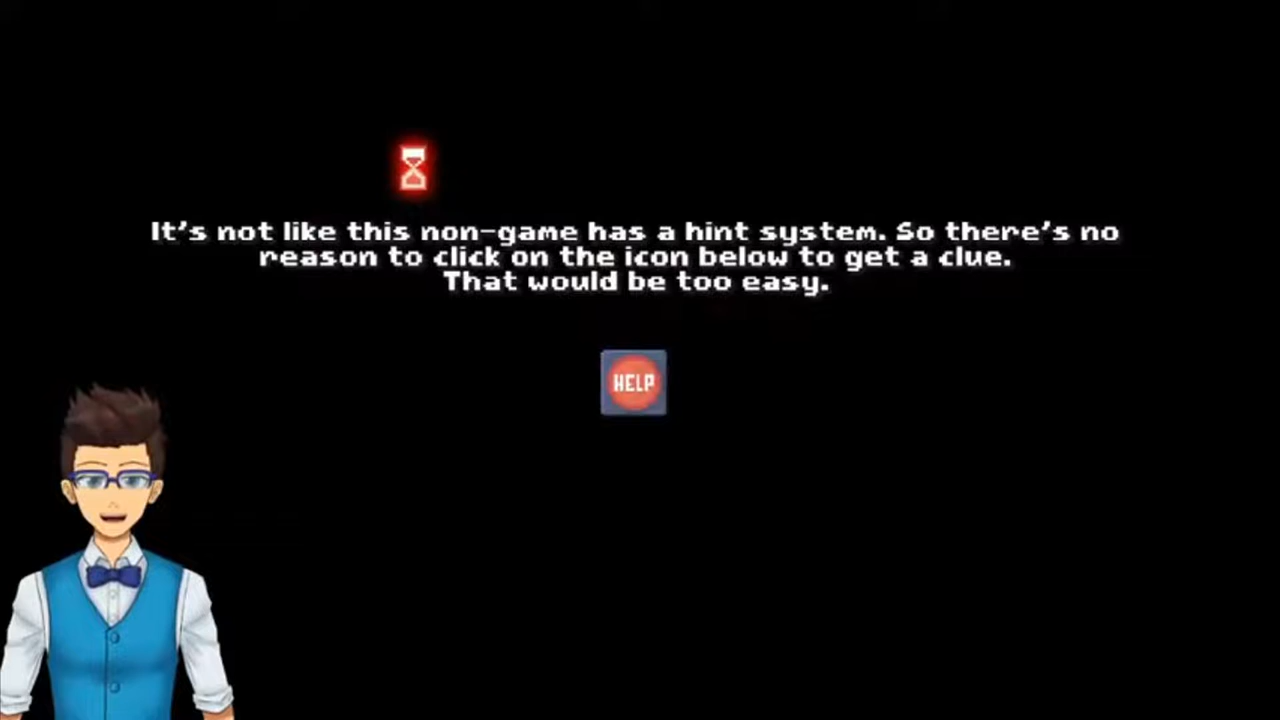 It's not like this non-game has a hint system. So there's no
reason to click on the icon below to get a clue.
That would be too easy.
HELP